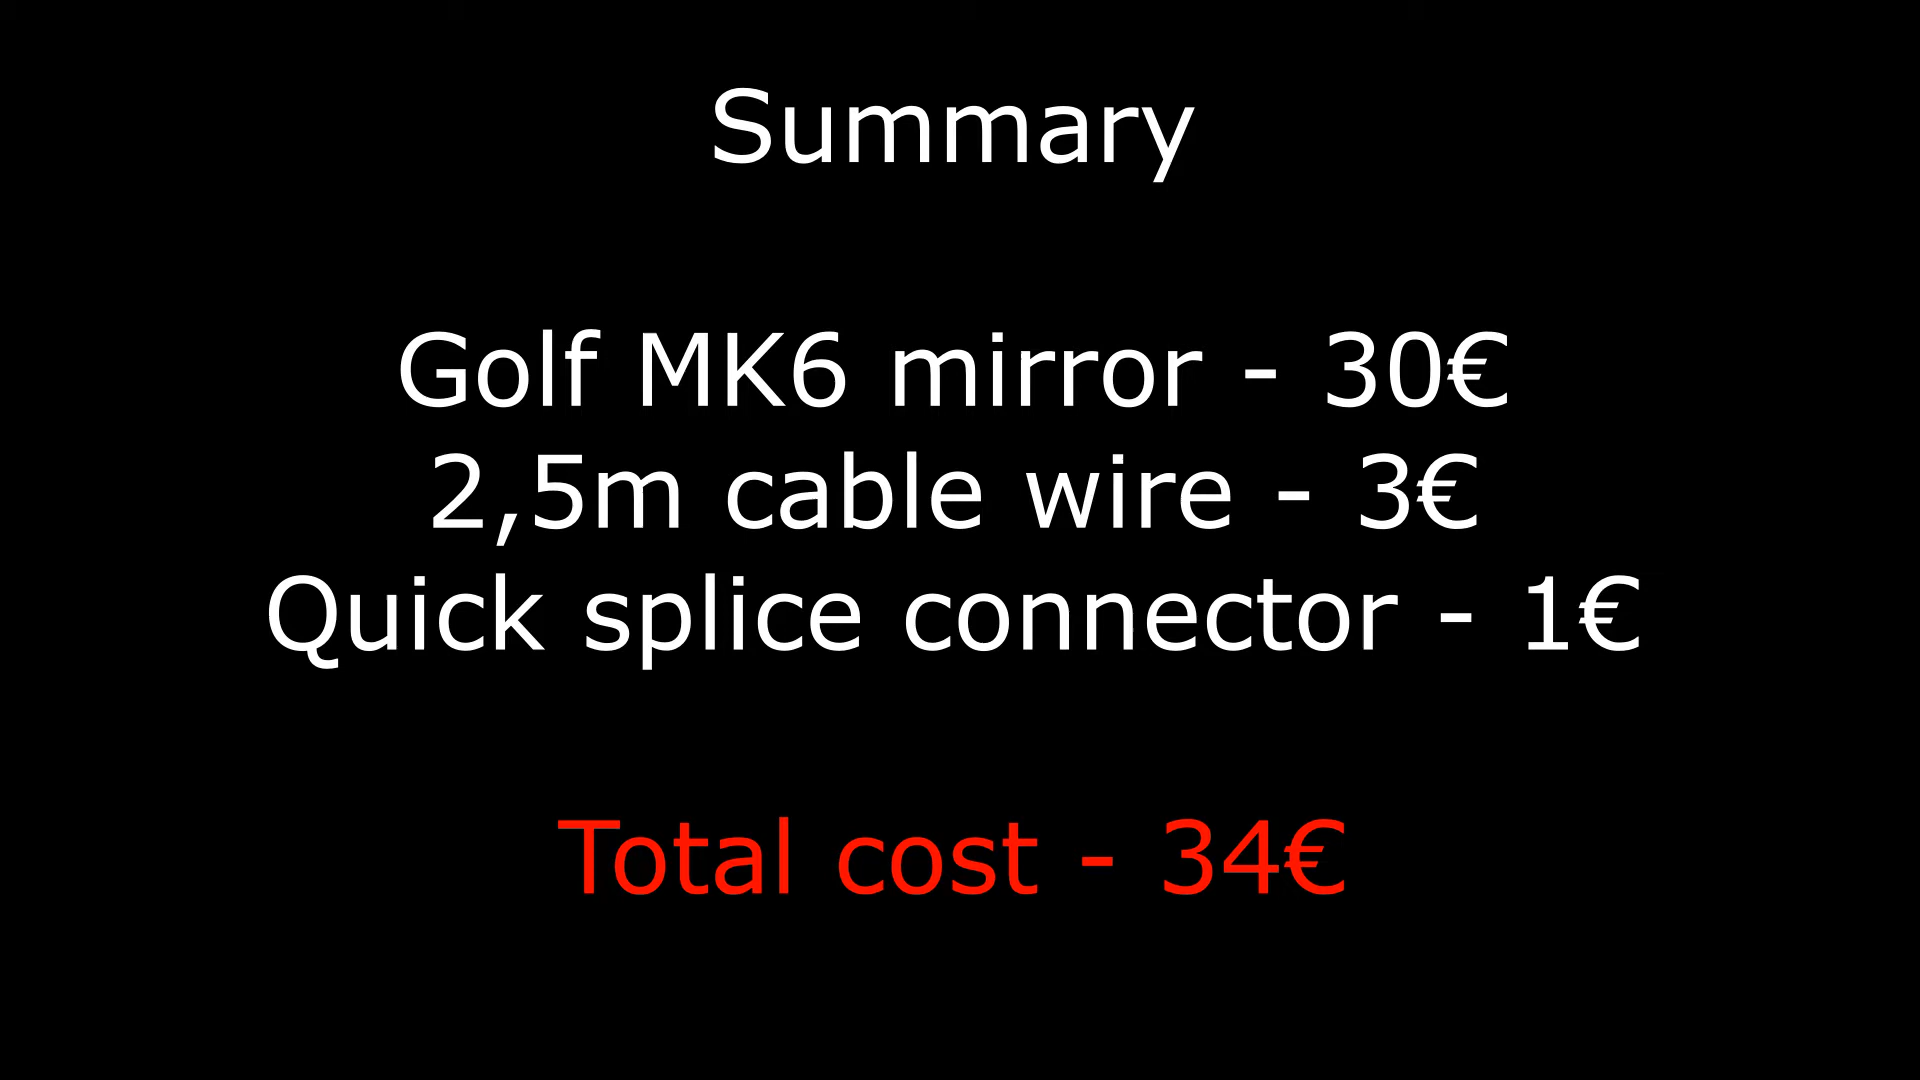 Summary
Golf MK6 mirror - 30€
2,5m cable wire - 3€
Quick splice connector - 1€
Total cost - 34€